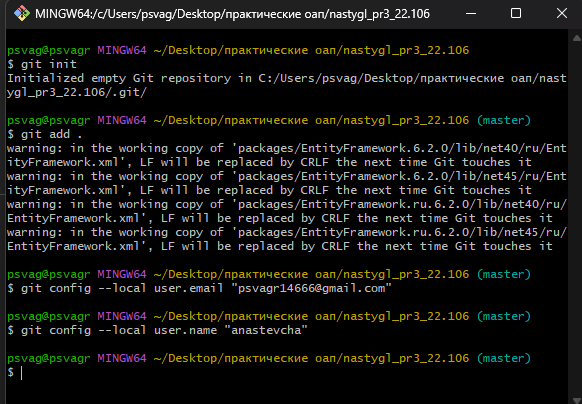 MINGW64:/c/Users/psvag/Desktop/практические оап/nastygl_pr3_22.106
psvag@psvagr MINGW64 ~/Desktop/практические оап/nastygl_pr3_22.106
$ git init
Initialized empty Git repository in C:/Users/psvag/Desktop/практические оап/nast
ygl_pr3_22.106/.git/
psvag@psvagr MINGW64 ~/Desktop/практические оап/nastygl_pr3_22.106 (master)
$ git add .
warning: in the working copy of 'packages/EntityFramework.6.2.0/lib/net40/ru/Ent
ityFramework.xml', LF will be replaced by CRLF the next time Git touches it
warning: in the working copy of 'packages/EntityFramework.6.2.0/lib/net45/ru/Ent
ityFramework.xml', LF will be replaced by CRLF the next time Git touches it
warning: in the working copy of 'packages/EntityFramework.ru.6.2.0/lib/net40/ru/
EntityFramework.xml', LF will be replaced by CRLF the next time Git touches it
warning: in the working copy of 'packages/EntityFramework.ru.6.2.0/lib/net45/ru/
EntityFramework.xml', LF will be replaced by CRLF the next time Git touches it
psvag@psvagr MINGW64 ~/Desktop/практические оап/nastygl_pr3_22.106 (master)
$ git config --local user.email "psvagr14666@gmail.com"
psvag@psvagr MINGW64 ~/Desktop/практические оап/nastygl_pr3_22.106 (master)
$ git config --local user.name "anastevcha"
psvag@psvagr MINGW64 ~/Desktop/практические оап/nastygl_pr3_22.106 (master)
$